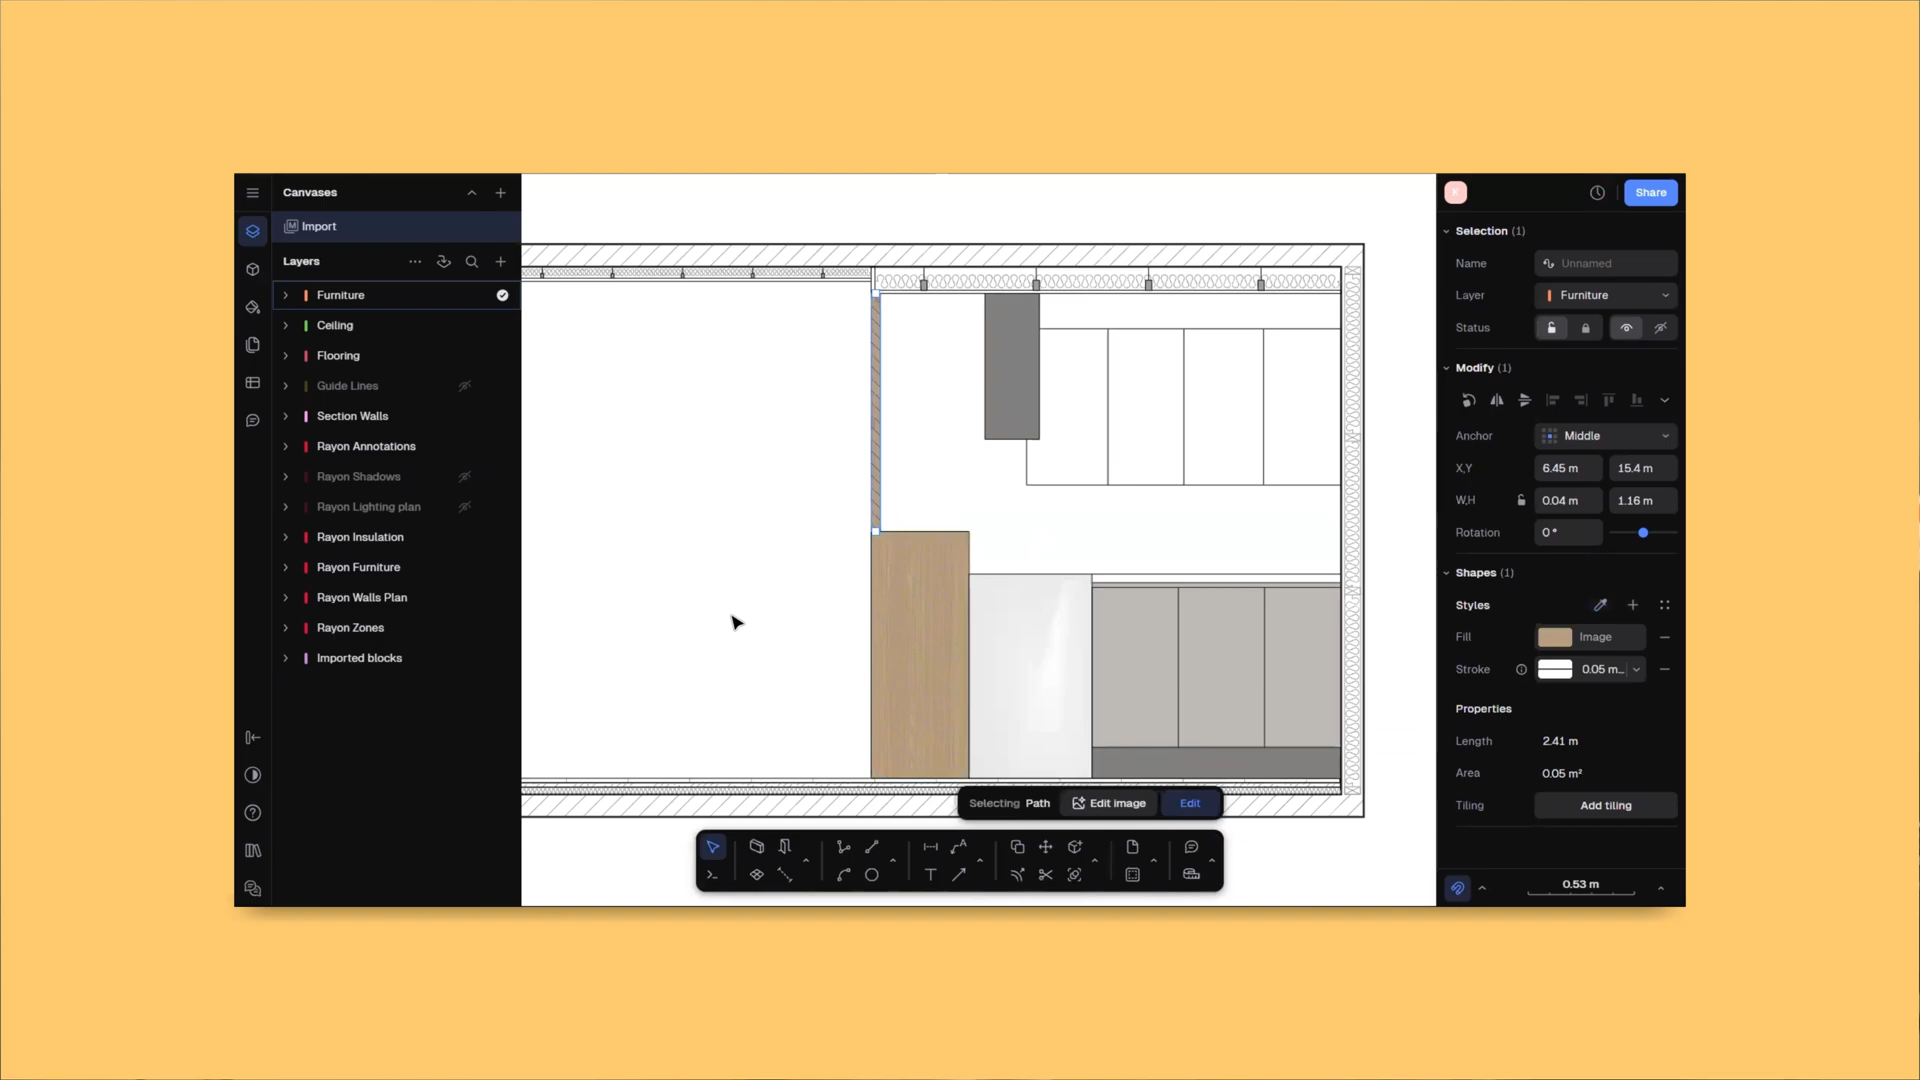 Canvases
Import
Layers
Furniture
Ceiling
Flooring
Guide Lines
Section Walls
Rayon Annotations
Rayon Shadows
Rayon Lighting plan
Rayon Insulation
Rayon Furniture
Rayon Walls Plan
Rayon Zones
Imported blocks
Selecting Path Edit image Edit
Share
Selection (1)
Name Unnamed
Layer Furniture
Status
Modify (1)
Anchor Middle
X,Y 6.45 m 15.4 m
W,H 0.04 m 1.16 m
Rotation 0 °
Shapes (1)
Styles
Fill Image
Stroke 0.05 m...
Properties
Length 2.41 m
Area 0.05 m²
Tiling Add tiling
0.53 m